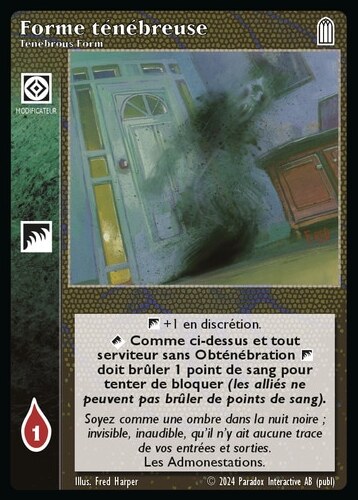 Forme ténébreuse
Tenebrous Form
MODIFICATEUR
+1 en discrétion.
Comme ci-dessus et tout
serviteur sans Obténébration
doit brûler 1 point de sang pour
tenter de bloquer (les alliés ne
peuvent pas brûler de points de sang).
Soyez comme une ombre dans la nuit noire ;
invisible, inaudible, qu'il n'y ait aucune trace
de vos entrées et sorties.
Les Admonestations.
1
Illus. Fred Harper
© 2024 Paradox Interactive AB (publ)